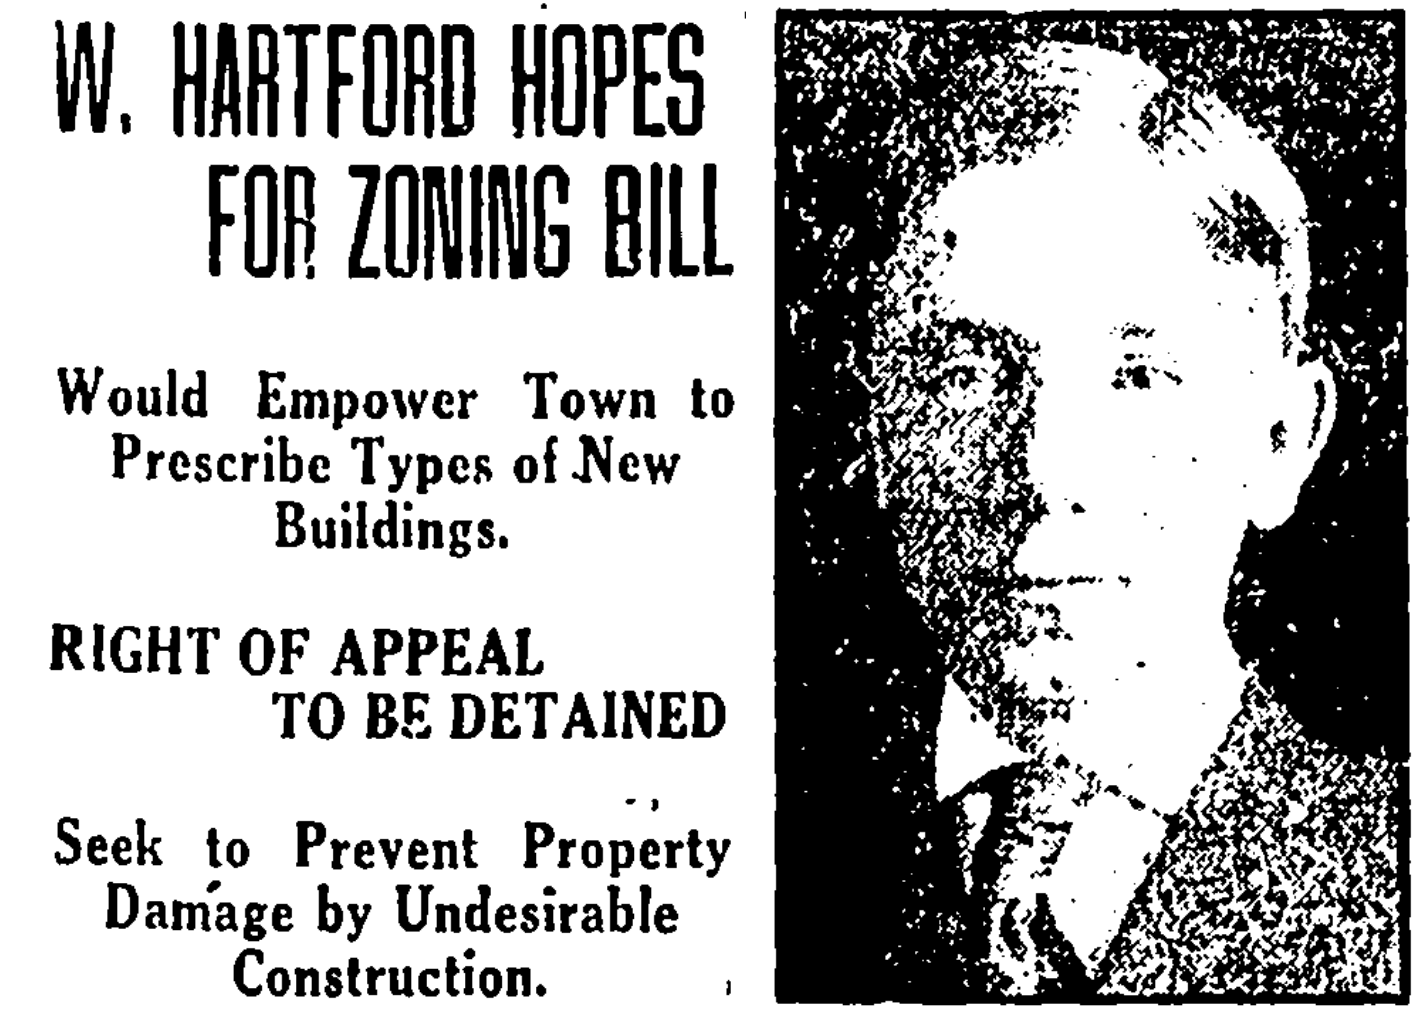 W. HARTFORD HOPES
FOR ZONING BILL
Would Empower Town to
Prescribe Types of New
Buildings.
RIGHT OF APPEAL
TO BE DETAINED
Seek to Prevent Property
Damage by Undesirable
Construction.